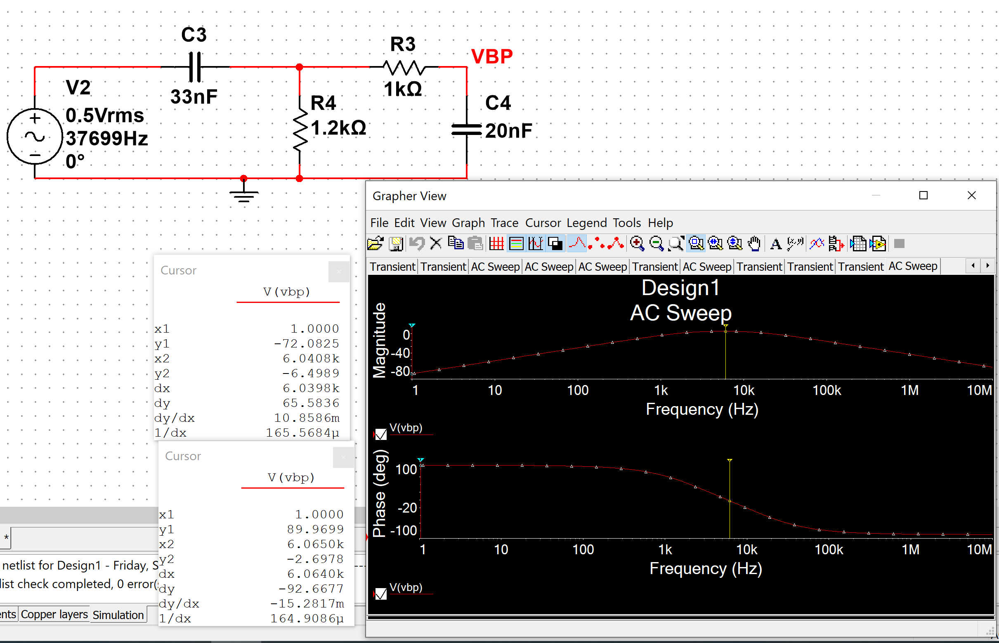 C3
33nF
V2
0.5Vrms
37699Hz
0°
R4
1.2kΩ
R3
1kΩ
VBP
C4
20nF
Grapher View
File Edit View Graph Trace Cursor Legend Tools Help
Transient Transient AC Sweep AC Sweep AC Sweep Transient AC Sweep Transient Transient Transient AC Sweep
Design1
AC Sweep
Magnitude
0
-40
-80
1 10 100 1k 10k 100k 1M 10M
Frequency (Hz)
V(vbp)
Phase (deg)
100
-20
-100
1 10 100 1k 10k 100k 1M 10M
Frequency (Hz)
V(vbp)
Cursor
V(vbp)
x1 1.0000
y1 -72.0825
x2 6.0408k
y2 -6.4989
dx 6.0398k
dy 65.5836
dy/dx 10.8586m
1/dx 165.5684µ
Cursor
V(vbp)
x1 1.0000
y1 89.9699
x2 6.0650k
y2 -2.6978
dx 6.0640k
dy -92.6677
dy/dx -15.2817m
1/dx 164.9086µ
*
netlist for Design1 - Friday, S
list check completed, 0 error(s
nts Copper layers Simulation